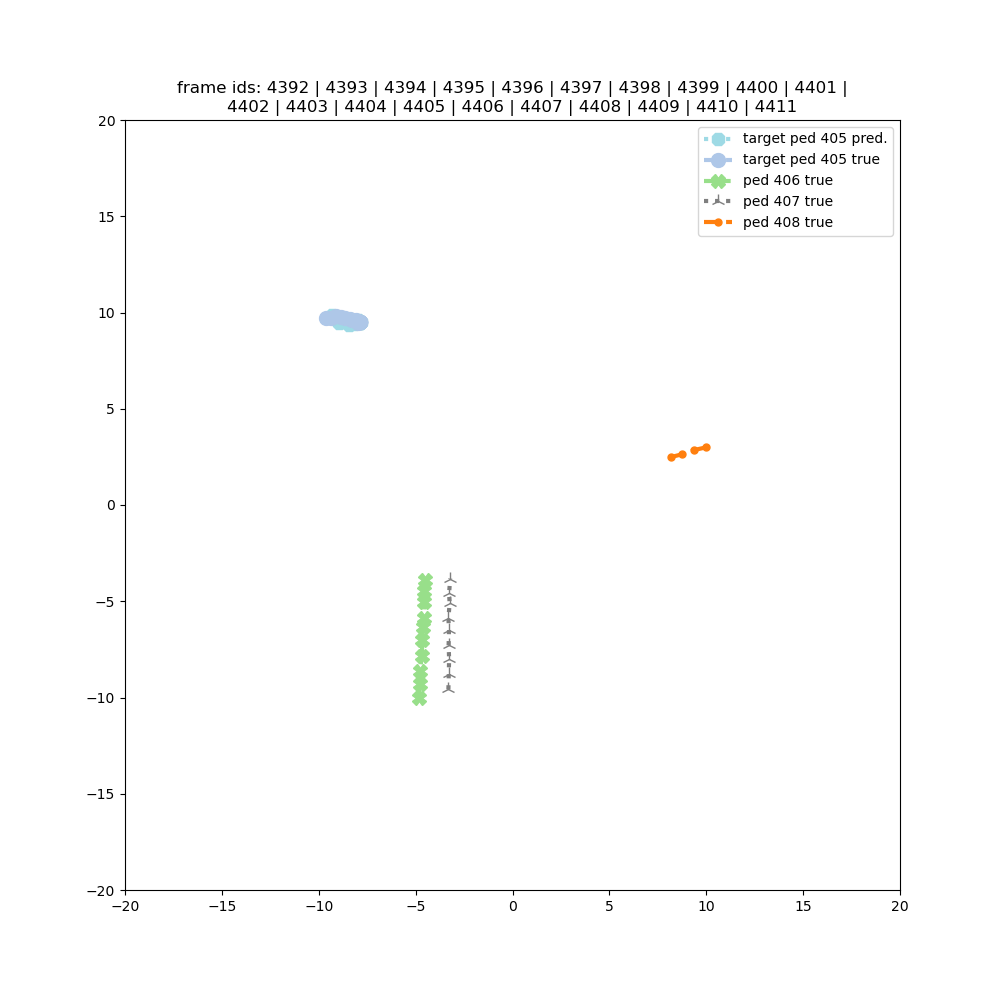 frame ids: 4392 | 4393 | 4394 | 4395 | 4396 | 4397 | 4398 | 4399 | 4400 | 4401 |
4402 | 4403 | 4404 | 4405 | 4406 | 4407 | 4408 | 4409 | 4410 | 4411
target ped 405 pred.
target ped 405 true
ped 406 true
ped 407 true
ped 408 true
20
15
10
5
0
−5
−10
−15
−20
−20 −15 −10 −5 0 5 10 15 20